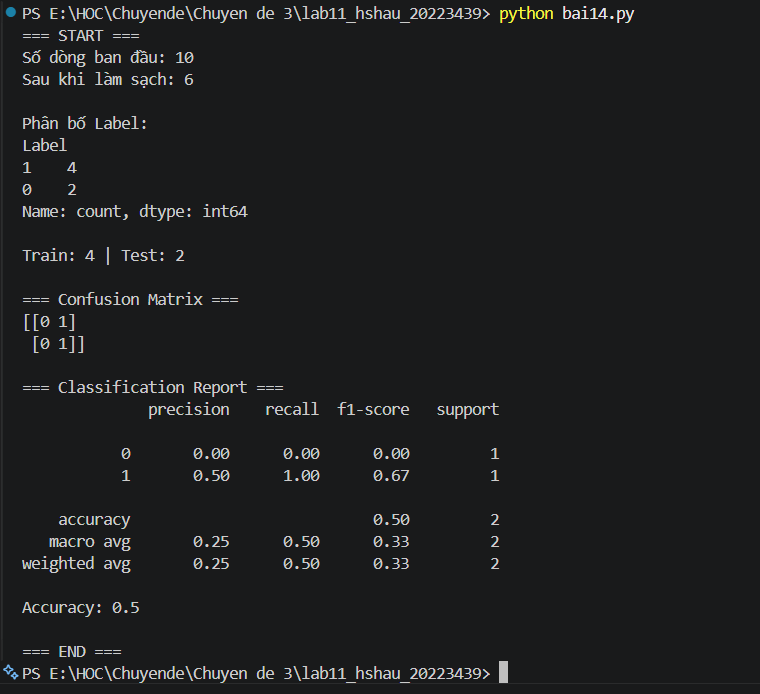 PS E:\HOC\Chuyende\Chuyen de 3\lab11_hshau_20223439> python bai14.py
=== START ===
Số dòng ban đầu: 10
Sau khi làm sạch: 6
Phân bố Label:
Label
1    4
0    2
Name: count, dtype: int64
Train: 4 | Test: 2
=== Confusion Matrix ===
[[0 1]
 [0 1]]
=== Classification Report ===
              precision    recall  f1-score   support
           0       0.00      0.00      0.00         1
           1       0.50      1.00      0.67         1
    accuracy                           0.50         2
   macro avg       0.25      0.50      0.33         2
weighted avg       0.25      0.50      0.33         2
Accuracy: 0.5
=== END ===
PS E:\HOC\Chuyende\Chuyen de 3\lab11_hshau_20223439>